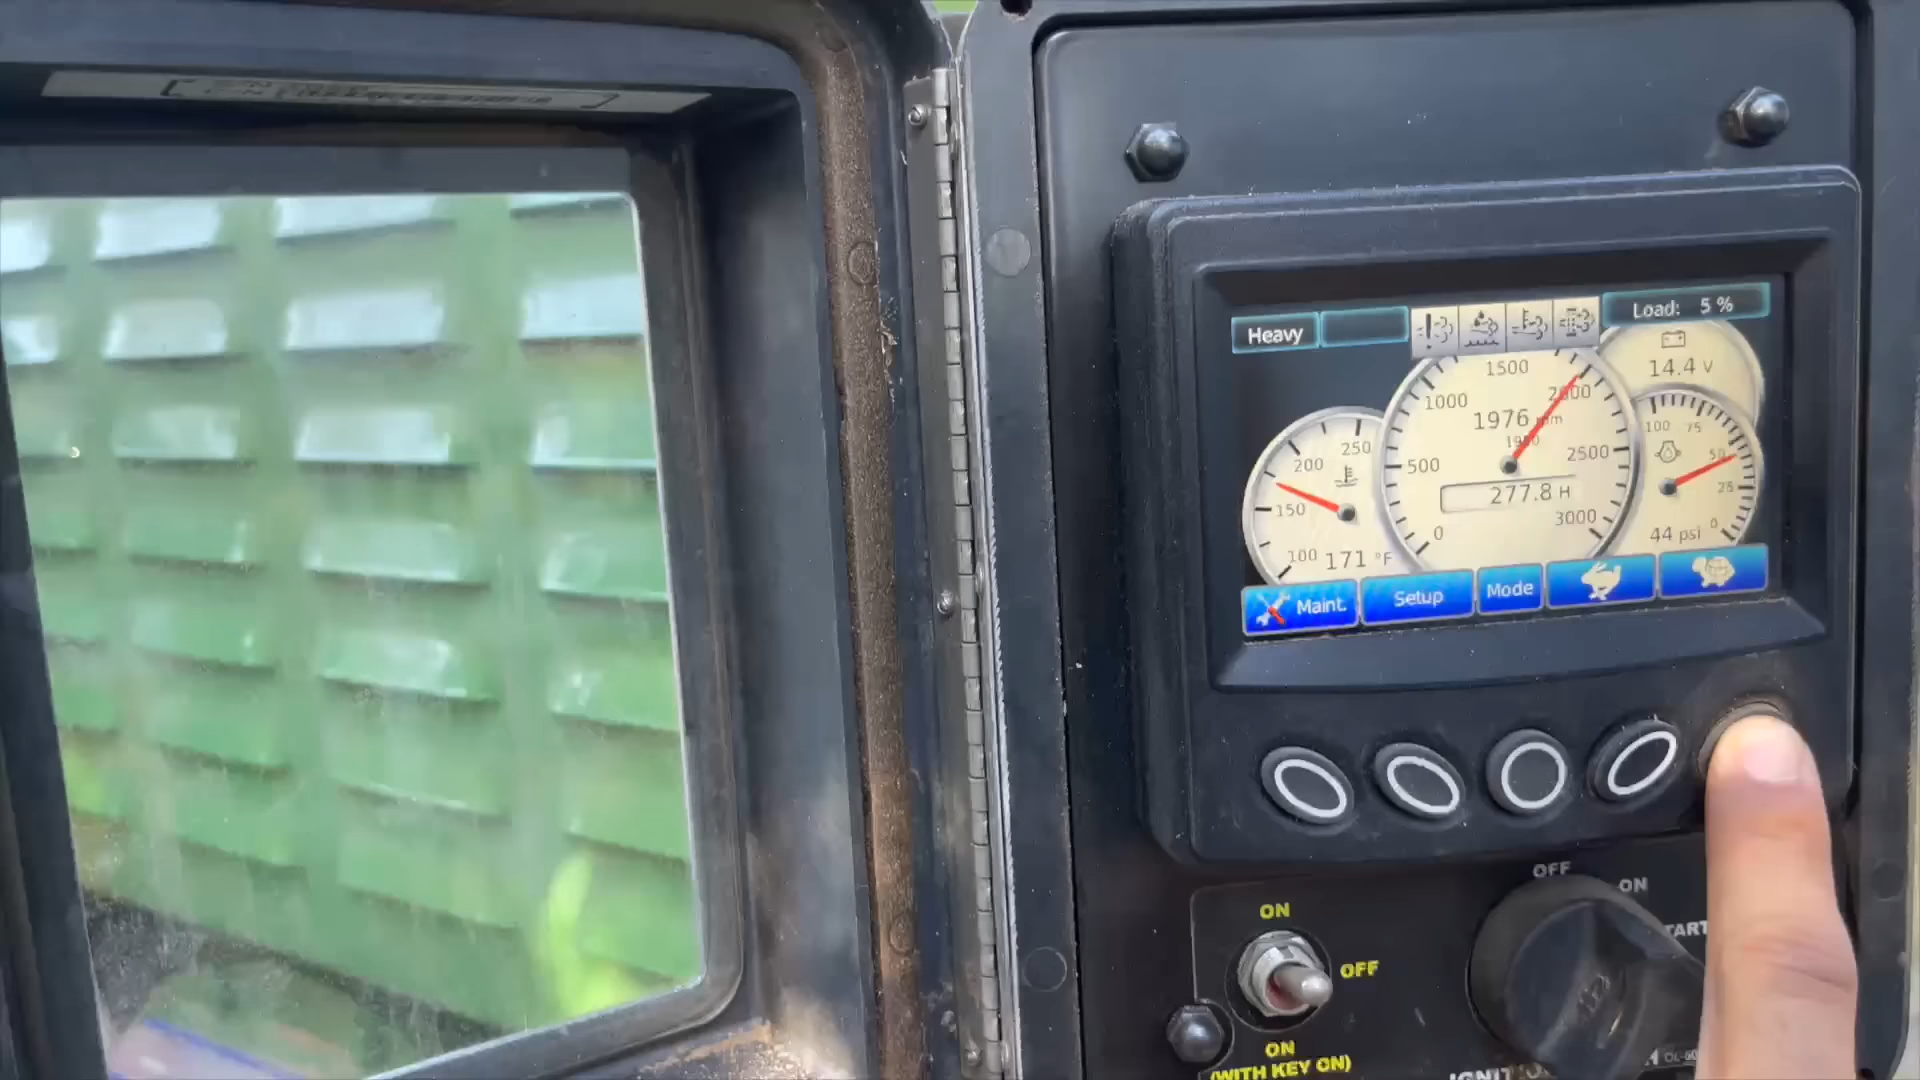 Heavy
Load: 5 %
14.4 V
1500
1000
2000
1976 rpm
500
2500
277.8 H
0
3000
250
200
150
100
171 °F
100
75
50
25
0
44 psi
Maint.
Setup
Mode
OFF
ON
ON
OFF
ON
(WITH KEY ON)